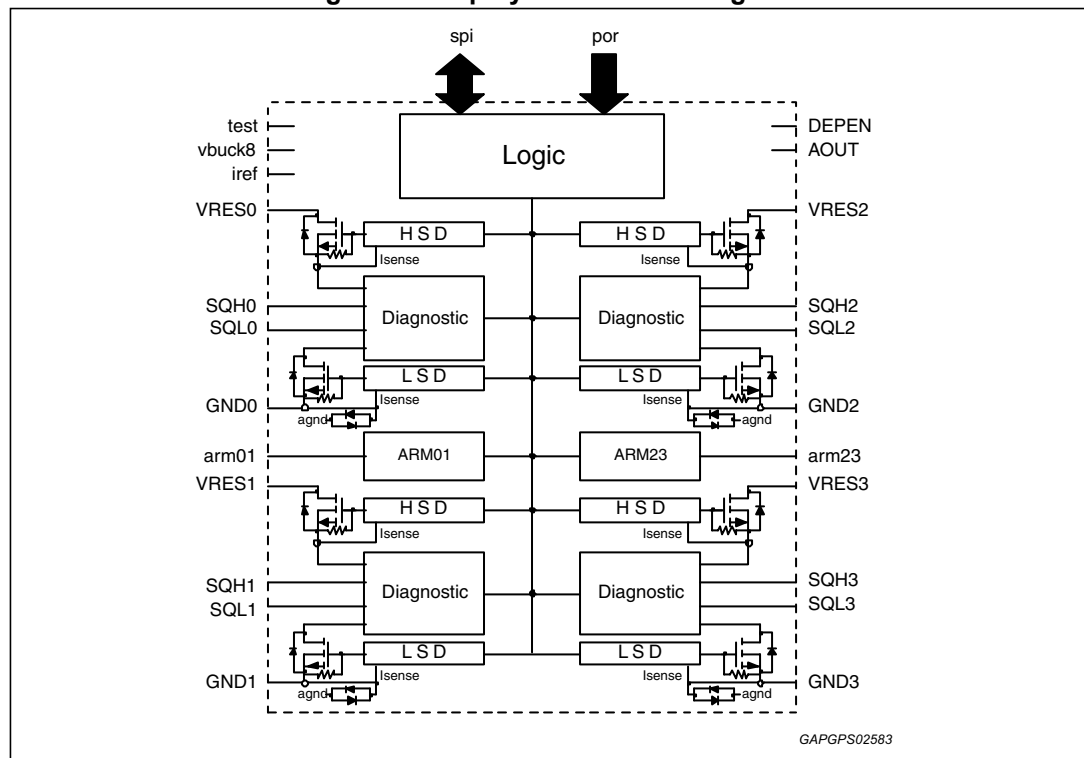 spi por
test DEPEN
vbuck8 Logic AOUT
iref
VRES0 VRES2
HSD HSD
Isense Isense
SQH0 Diagnostic Diagnostic SQH2
SQL0 SQL2
LSD LSD
GND0 Isense Isense GND2
agnd agnd
arm01 ARM01 ARM23 arm23
VRES1 VRES3
HSD HSD
Isense Isense
SQH1 Diagnostic Diagnostic SQH3
SQL1 SQL3
LSD LSD
GND1 Isense Isense GND3
agnd agnd
GAPGPS02583